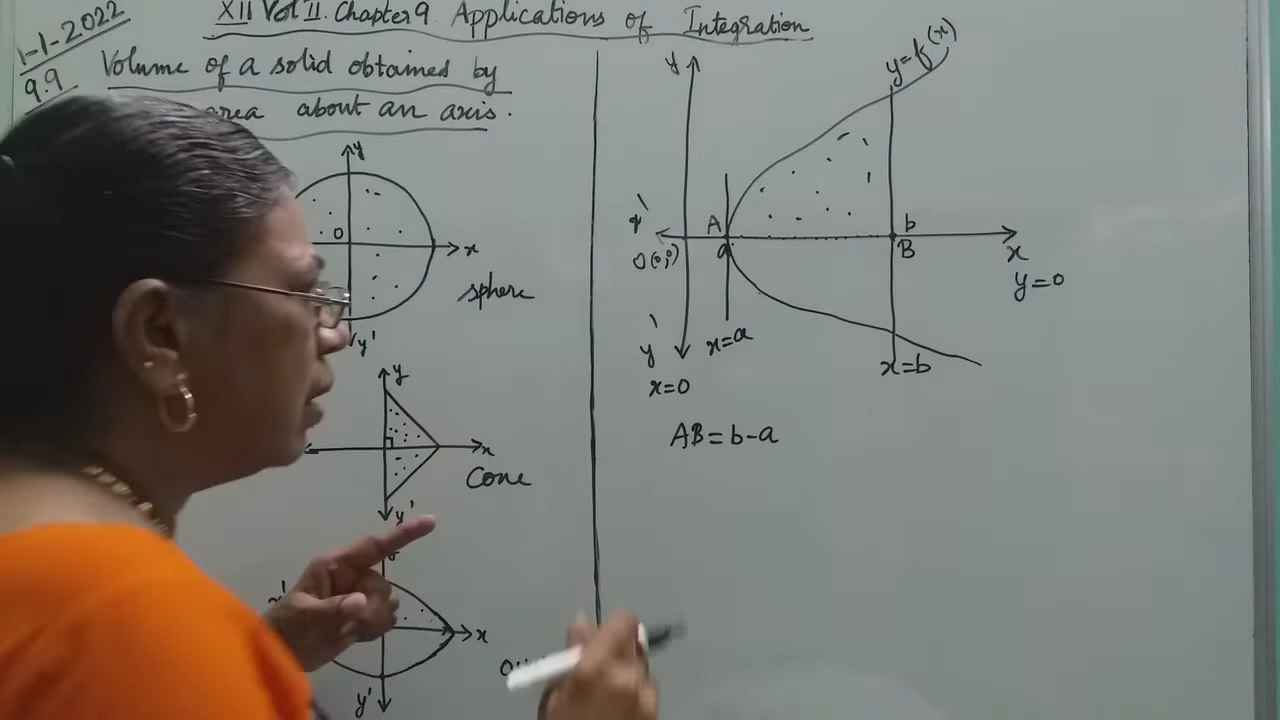 1-1-2022
XII Vol II. Chapter 9. Applications of Integration
9.9
Volume of a solid obtained by
area about an axis.
y
O
x
y'
sphere
y
x
y'
Cone
x
y'
y
y=f(x)
x'
A
a
b
B
O(0,0)
x
y=0
y'
x=0
x=a
x=b
AB=b-a